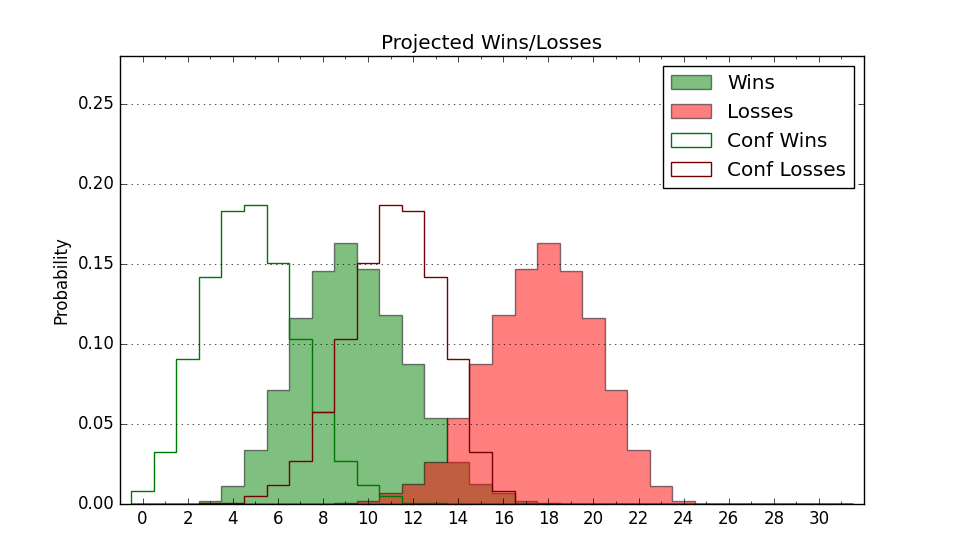 Projected Wins/Losses
Wins
Losses
Conf Wins
Conf Losses
Probability
0.25
0.20
0.15
0.10
0.05
0.00
0 2 4 6 8 10 12 14 16 18 20 22 24 26 28 30